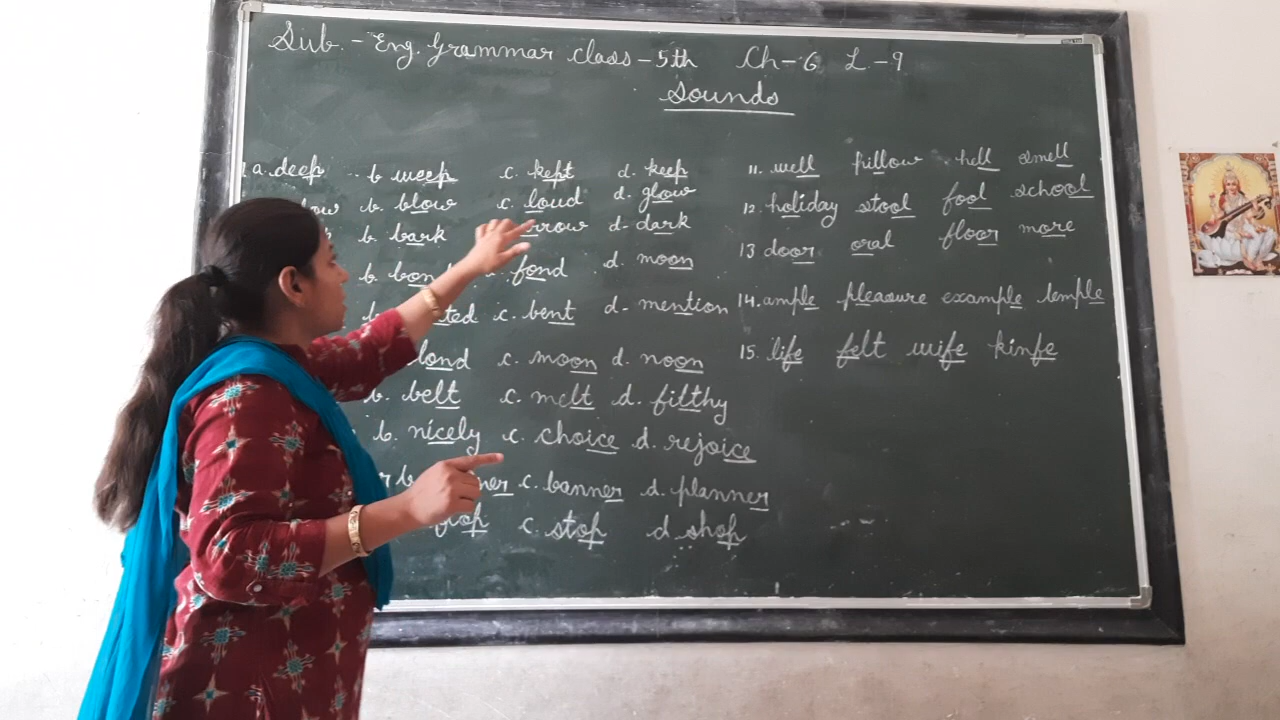 Sub. - Eng. Grammar Class - 5th Ch - 6 L - 9
Sounds
1 a. deep b weep c. kept d. keep
b. blow c. loud d. glow
b. bark d. dark
c. fond d. moon
c. bent d. mention
c. moon d. noon
b. belt c. melt d. filthy
b. nicely c. choice d. rejoice
c. banner d. planner
c. stop d shop
11. well pillow hell smell
12. holiday stool fool school
13 door oral floor more
14. ample pleasure example temple
15. life felt wife kinfe